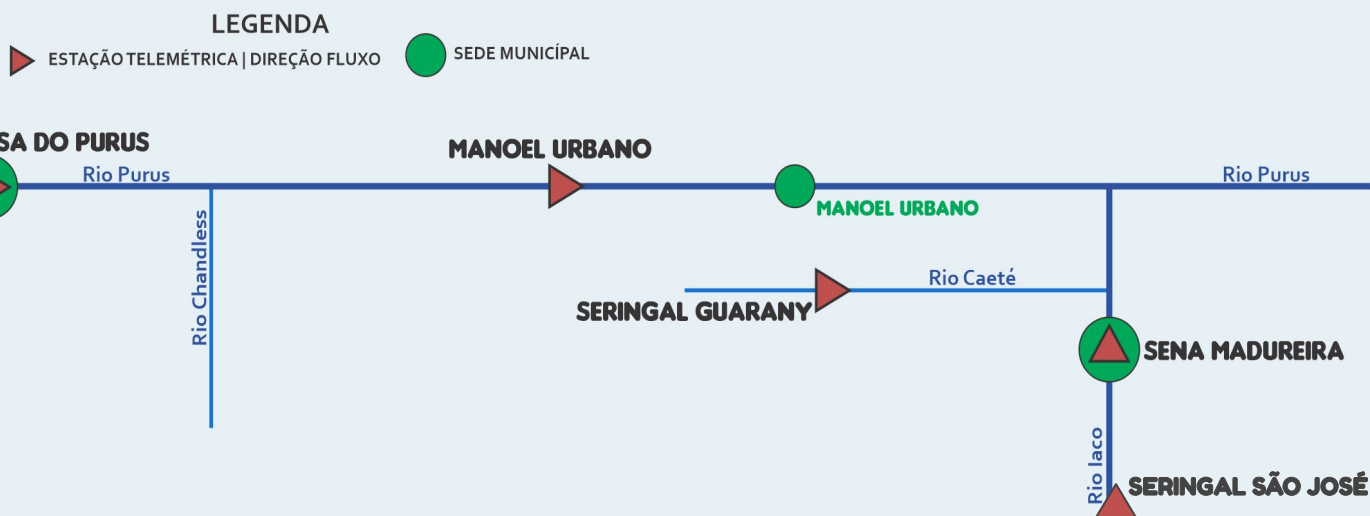 LEGENDA
ESTAÇÃO TELEMÉTRICA | DIREÇÃO FLUXO
SEDE MUNICÍPAL
SA DO PURUS
Rio Purus
MANOEL URBANO
Rio Purus
MANOEL URBANO
Rio Chandless
Rio Caeté
SERINGAL GUARANY
SENA MADUREIRA
Rio Iaco
SERINGAL SÃO JOSÉ